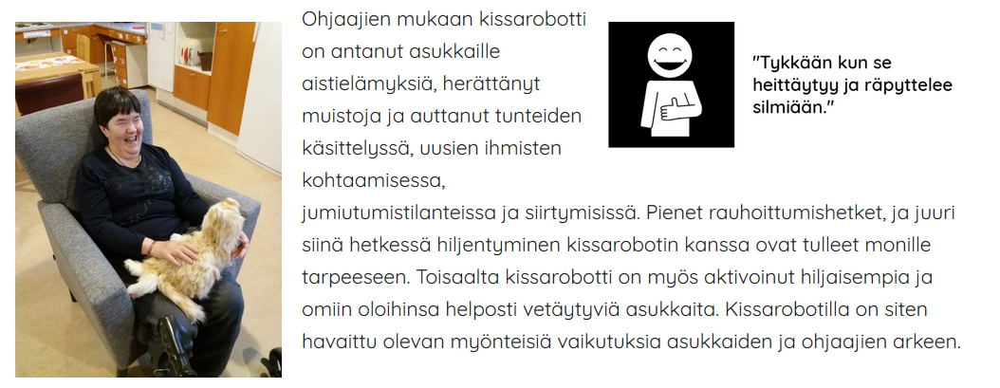 Ohjaajien mukaan kissarobotti
on antanut asukkaille
aistielämyksiä, herättänyt
muistoja ja auttanut tunteiden
käsittelyssä, uusien ihmisten
kohtaamisessa,
jumiutumistilanteissa ja siirtymisissä. Pienet rauhoittumishetket, ja juuri
siinä hetkessä hiljentyminen kissarobotin kanssa ovat tulleet monille
tarpeeseen. Toisaalta kissarobotti on myös aktivoinut hiljaisempia ja
omiin oloihinsa helposti vetäytyviä asukkaita. Kissarobotilla on siten
havaittu olevan myönteisiä vaikutuksia asukkaiden ja ohjaajien arkeen.
"Tykkään kun se
heittäytyy ja räpyttelee
silmiään."